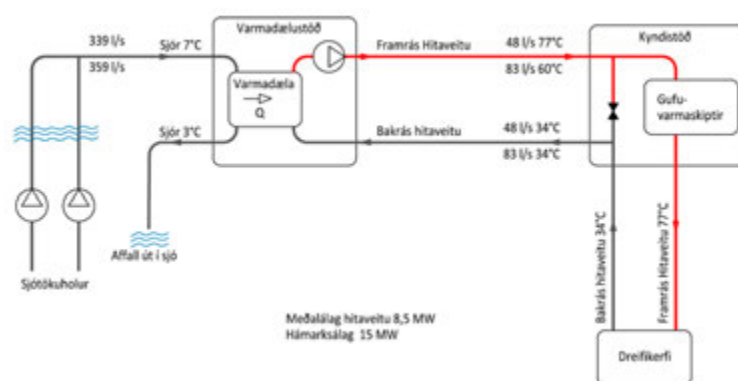 Varmadælustöð
339 l/s
359 l/s
Sjór 7°C
Varmadæla
Q
Framrás Hitaveitu
48 l/s 77°C
83 l/s 60°C
Kyndistöð
Gufu-
varmaskiptir
Sjór 3°C
Bakrás hitaveitu
48 l/s 34°C
83 l/s 34°C
Affall út í sjó
Sjótökuholur
Bakrás hitaveitu 34°C
Framrás Hitaveitu 77°C
Meðalálag hitaveitu 8,5 MW
Hámarksálag 15 MW
Dreifikerfi